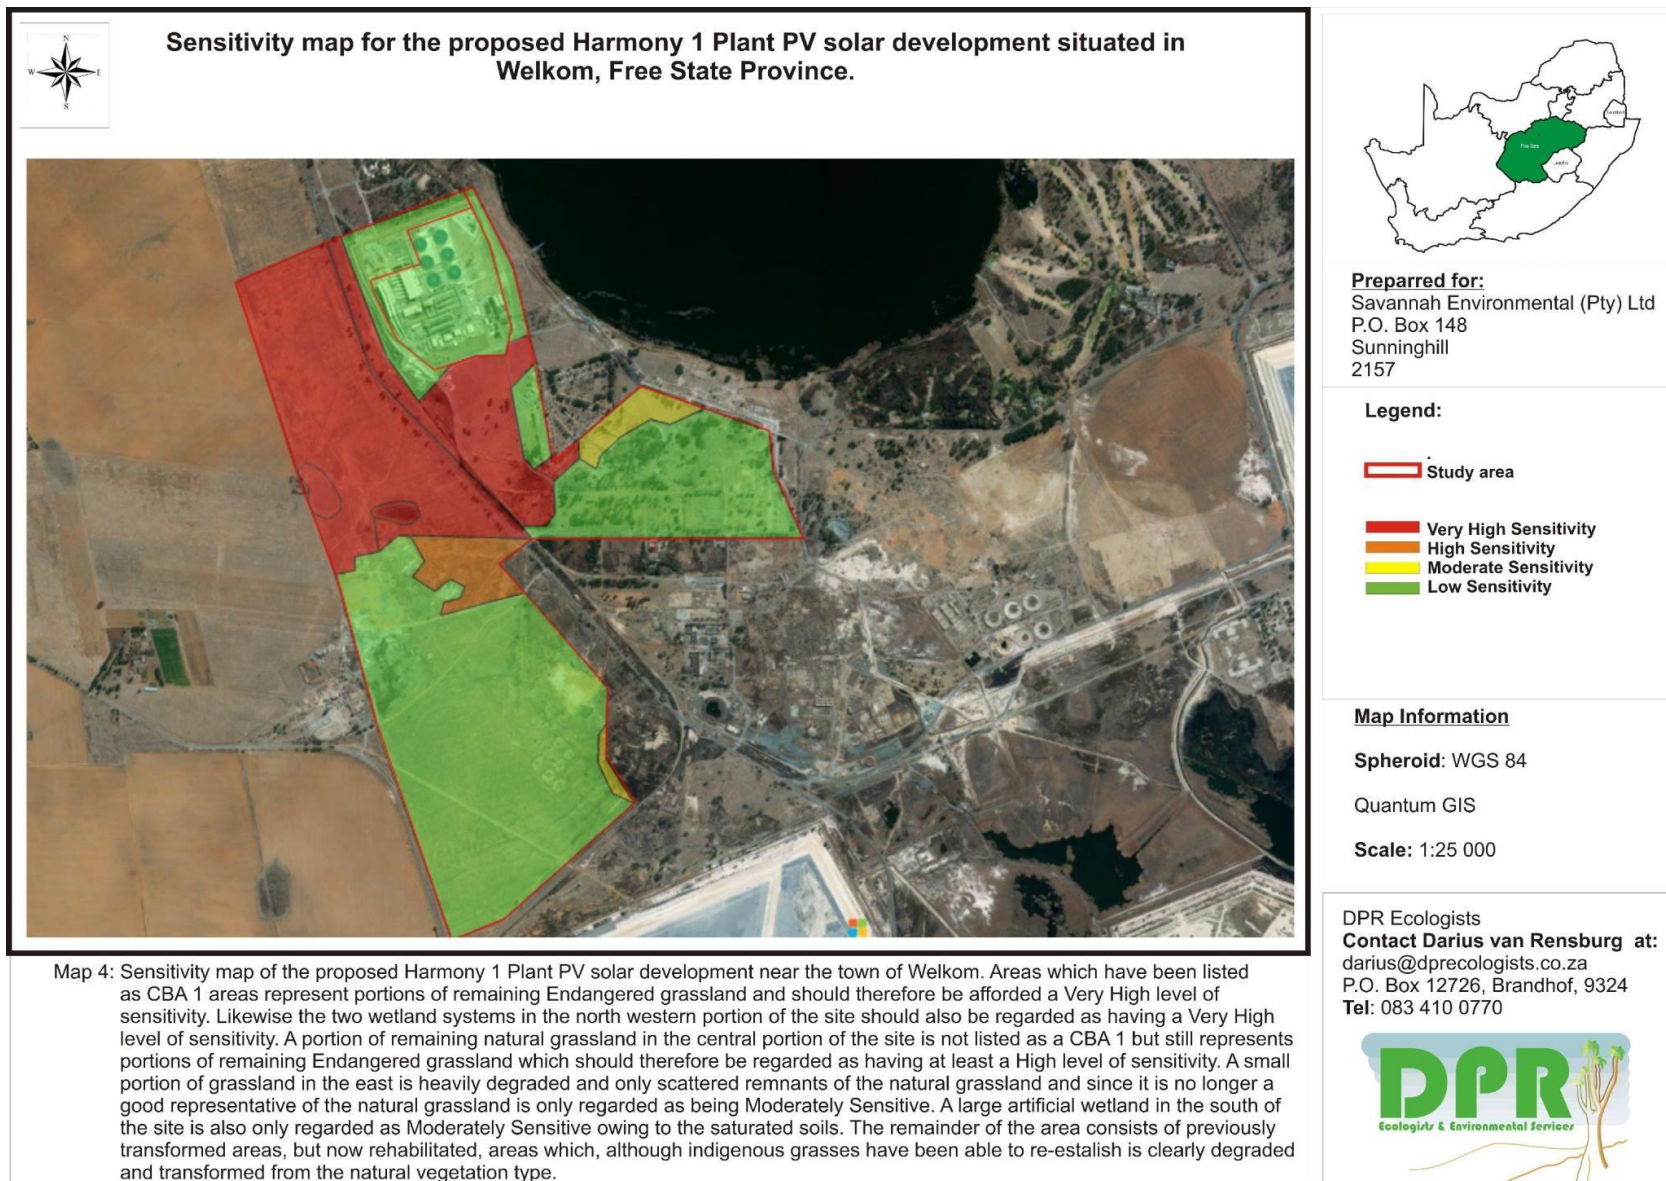 Sensitivity map for the proposed Harmony 1 Plant PV solar development situated in
Welkom, Free State Province.
N
W
E
S
Free State
Preparred for:
Savannah Environmental (Pty) Ltd
P.O. Box 148
Sunninghill
2157
Legend:
Study area
Very High Sensitivity
High Sensitivity
Moderate Sensitivity
Low Sensitivity
Map Information
Spheroid: WGS 84
Quantum GIS
Scale: 1:25 000
DPR Ecologists
Contact Darius van Rensburg at:
darius@dprecologists.co.za
P.O. Box 12726, Brandhof, 9324
Tel: 083 410 0770
DPR
Ecologists & Environmental Services
Map 4: Sensitivity map of the proposed Harmony 1 Plant PV solar development near the town of Welkom. Areas which have been listed
as CBA 1 areas represent portions of remaining Endangered grassland and should therefore be afforded a Very High level of
sensitivity. Likewise the two wetland systems in the north western portion of the site should also be regarded as having a Very High
level of sensitivity. A portion of remaining natural grassland in the central portion of the site is not listed as a CBA 1 but still represents
portions of remaining Endangered grassland which should therefore be regarded as having at least a High level of sensitivity. A small
portion of grassland in the east is heavily degraded and only scattered remnants of the natural grassland and since it is no longer a
good representative of the natural grassland is only regarded as being Moderately Sensitive. A large artificial wetland in the south of
the site is also only regarded as Moderately Sensitive owing to the saturated soils. The remainder of the area consists of previously
transformed areas, but now rehabilitated, areas which, although indigenous grasses have been able to re-estalish is clearly degraded
and transformed from the natural vegetation type.